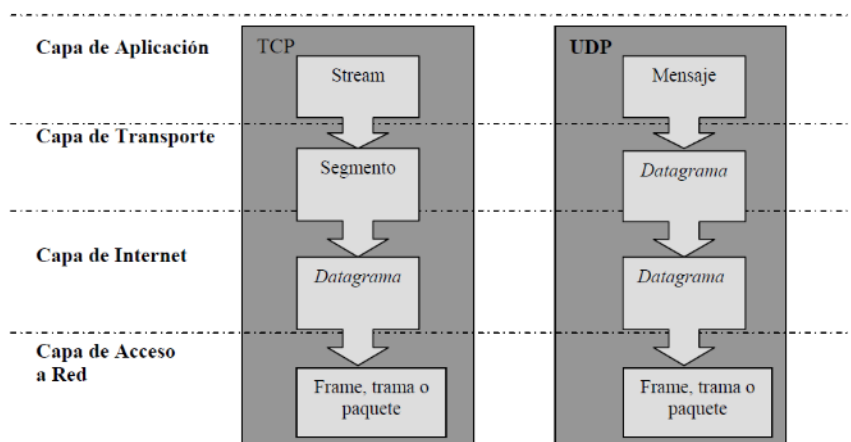 Capa de Aplicación
TCP
UDP
Stream
Mensaje
Capa de Transporte
Segmento
Datagrama
Capa de Internet
Datagrama
Datagrama
Capa de Acceso
a Red
Frame, trama o
paquete
Frame, trama o
paquete